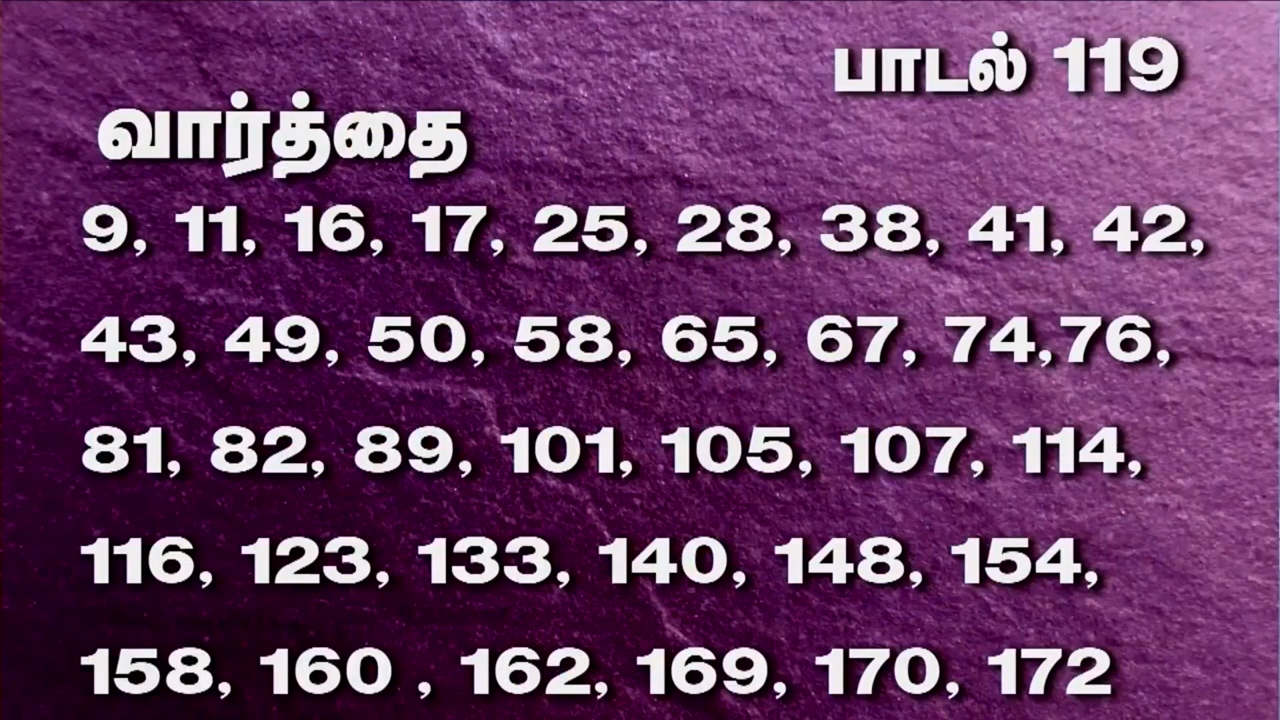 பாடல் 119
வார்த்தை
9, 11, 16, 17, 25, 28, 38, 41, 42,
43, 49, 50, 58, 65, 67, 74,76,
81, 82, 89, 101, 105, 107, 114,
116, 123, 133, 140, 148, 154,
158, 160 , 162, 169, 170, 172